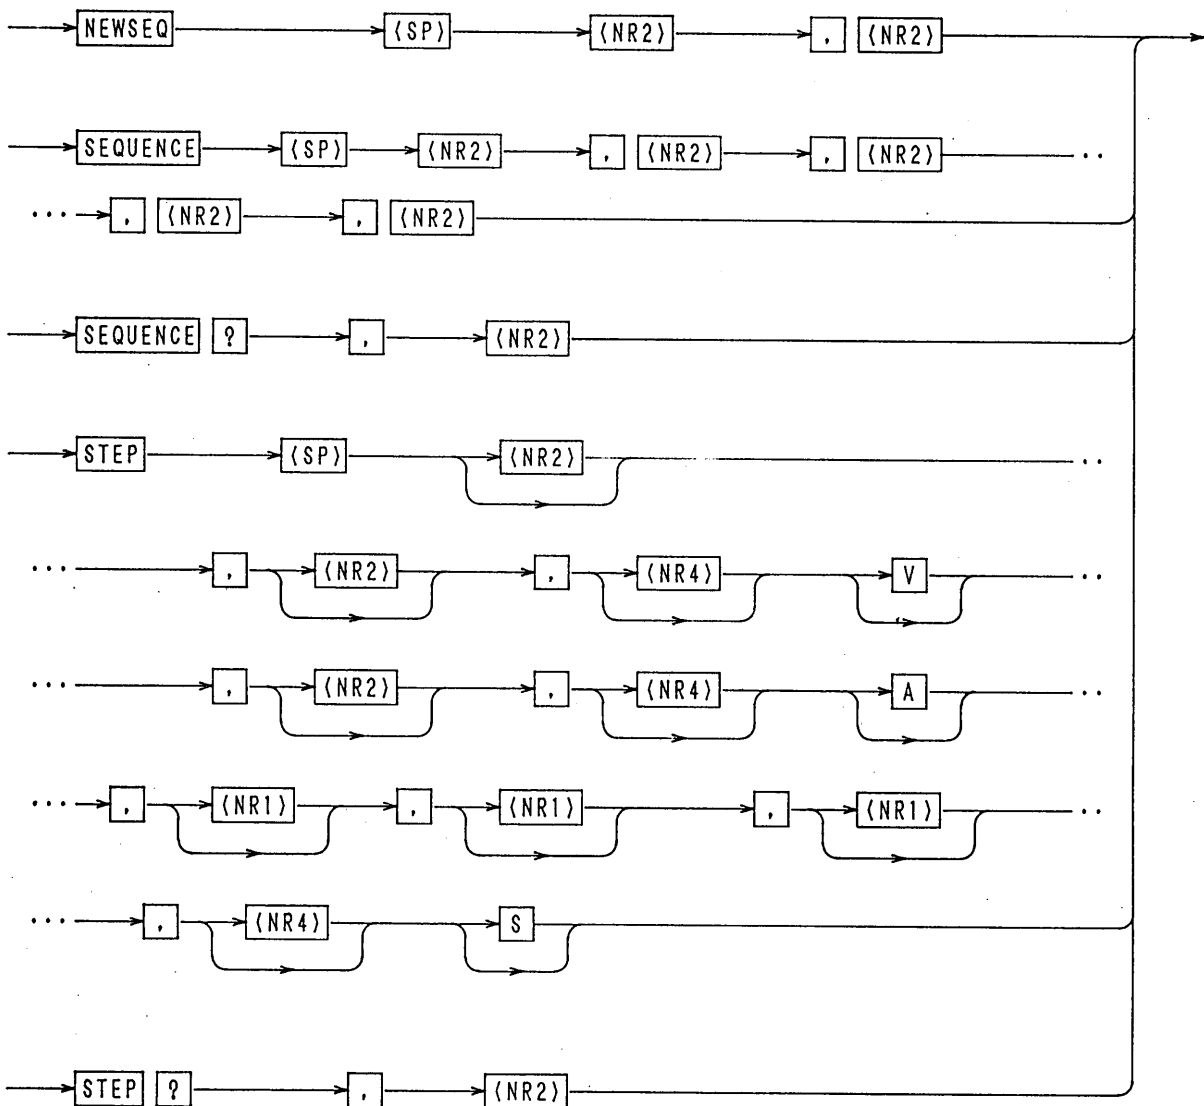 NEWSEQ ⟨SP⟩ ⟨NR2⟩ , ⟨NR2⟩
SEQUENCE ⟨SP⟩ ⟨NR2⟩ , ⟨NR2⟩ , ⟨NR2⟩ ··
··· , ⟨NR2⟩ , ⟨NR2⟩
SEQUENCE ? , ⟨NR2⟩
STEP ⟨SP⟩ ⟨NR2⟩ ··
··· , ⟨NR2⟩ , ⟨NR4⟩ V ··
··· , ⟨NR2⟩ , ⟨NR4⟩ A ··
··· , ⟨NR1⟩ , ⟨NR1⟩ , ⟨NR1⟩ ··
··· , ⟨NR4⟩ S
STEP ? , ⟨NR2⟩